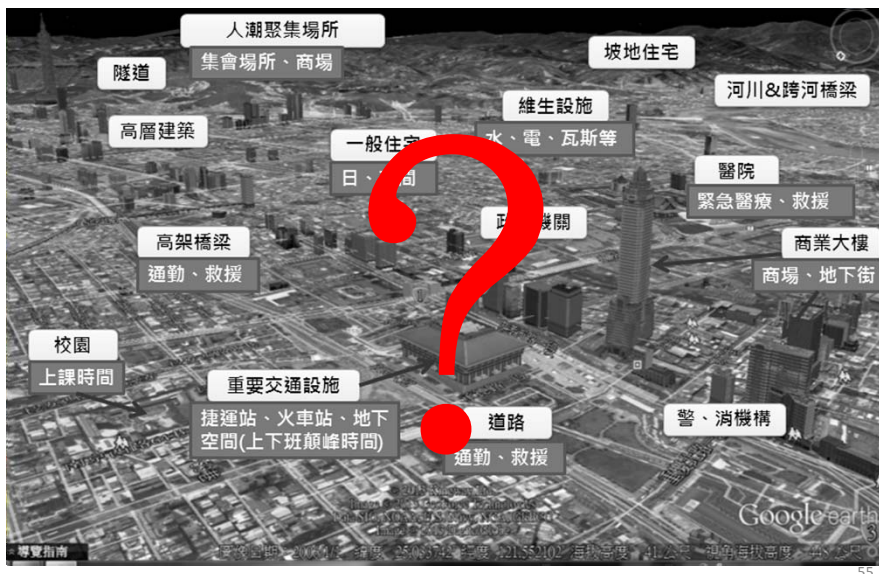 人潮聚集場所
集會場所、商場
隧道
坡地住宅
河川&跨河橋梁
維生設施
水、電、瓦斯等
高層建築
一般住宅
日、間
醫院
緊急醫療、救援
政機關
高架橋梁
通勤、救援
商業大樓
商場、地下街
校園
上課時間
重要交通設施
捷運站、火車站、地下
空間(上下班顛峰時間)
?
道路
通勤、救援
警、消機構
Google earth
導覽指南
55